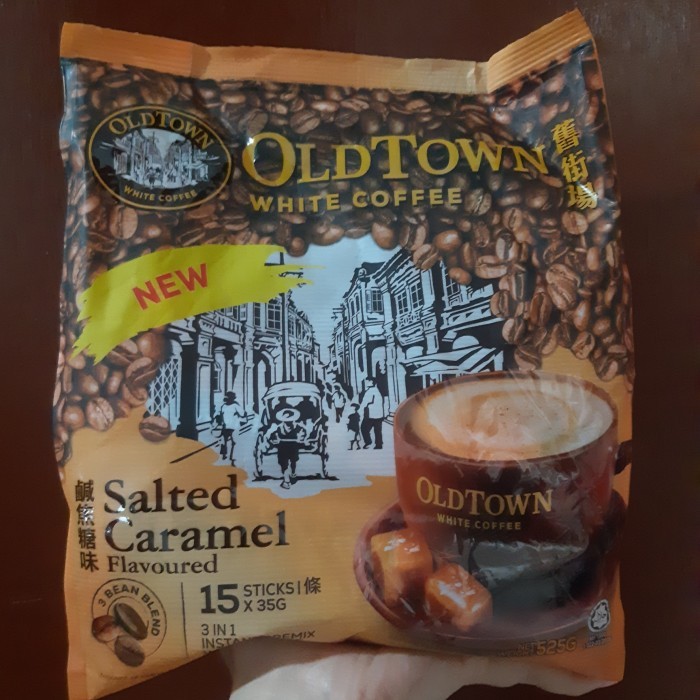 OLDTOWN
WHITE COFFEE
OLDTOWN
WHITE COFFEE
舊街場
NEW
OLDTOWN
WHITE COFFEE
鹹焦糖味
Salted
Caramel
Flavoured
3 BEAN BLEND
15 STICKS|條
X 35G
3 IN 1
525G